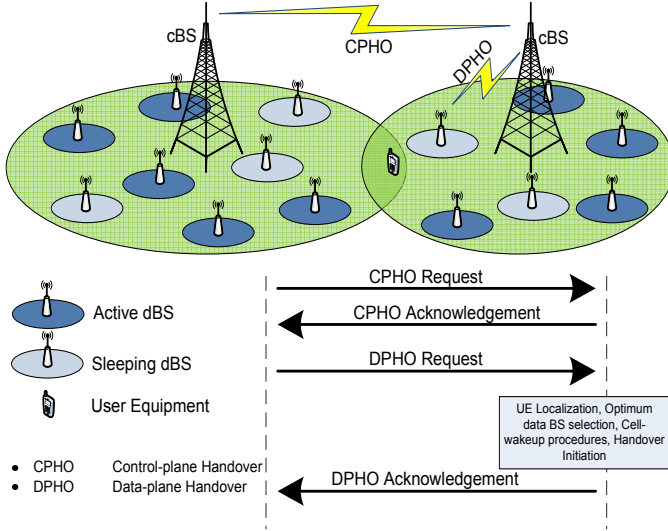 cBS
CPHO
cBS
DPHO
CPHO Request
CPHO Acknowledgement
DPHO Request
Active dBS
Sleeping dBS
User Equipment
UE Localization, Optimum
data BS selection, Cell-
wakeup procedures, Handover
Initiation
• CPHO Control-plane Handover
• DPHO Data-plane Handover
DPHO Acknowledgement